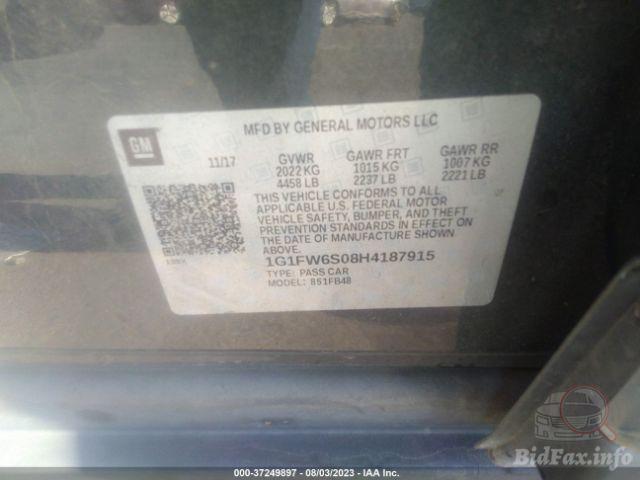 GM
MFD BY GENERAL MOTORS LLC
11/17 GVWR GAWR FRT GAWR RR
2022 KG 1015 KG 1007 KG
4458 LB 2237 LB 2221 LB
THIS VEHICLE CONFORMS TO ALL
APPLICABLE U.S. FEDERAL MOTOR
VEHICLE SAFETY, BUMPER, AND THEFT
PREVENTION STANDARDS IN EFFECT ON
THE DATE OF MANUFACTURE SHOWN
ABOVE.
1G1FW6S08H4187915
TYPE: PASS CAR
MODEL: 851FB48
BidFax.info
000-37249897 - 08/03/2023 - IAA Inc.